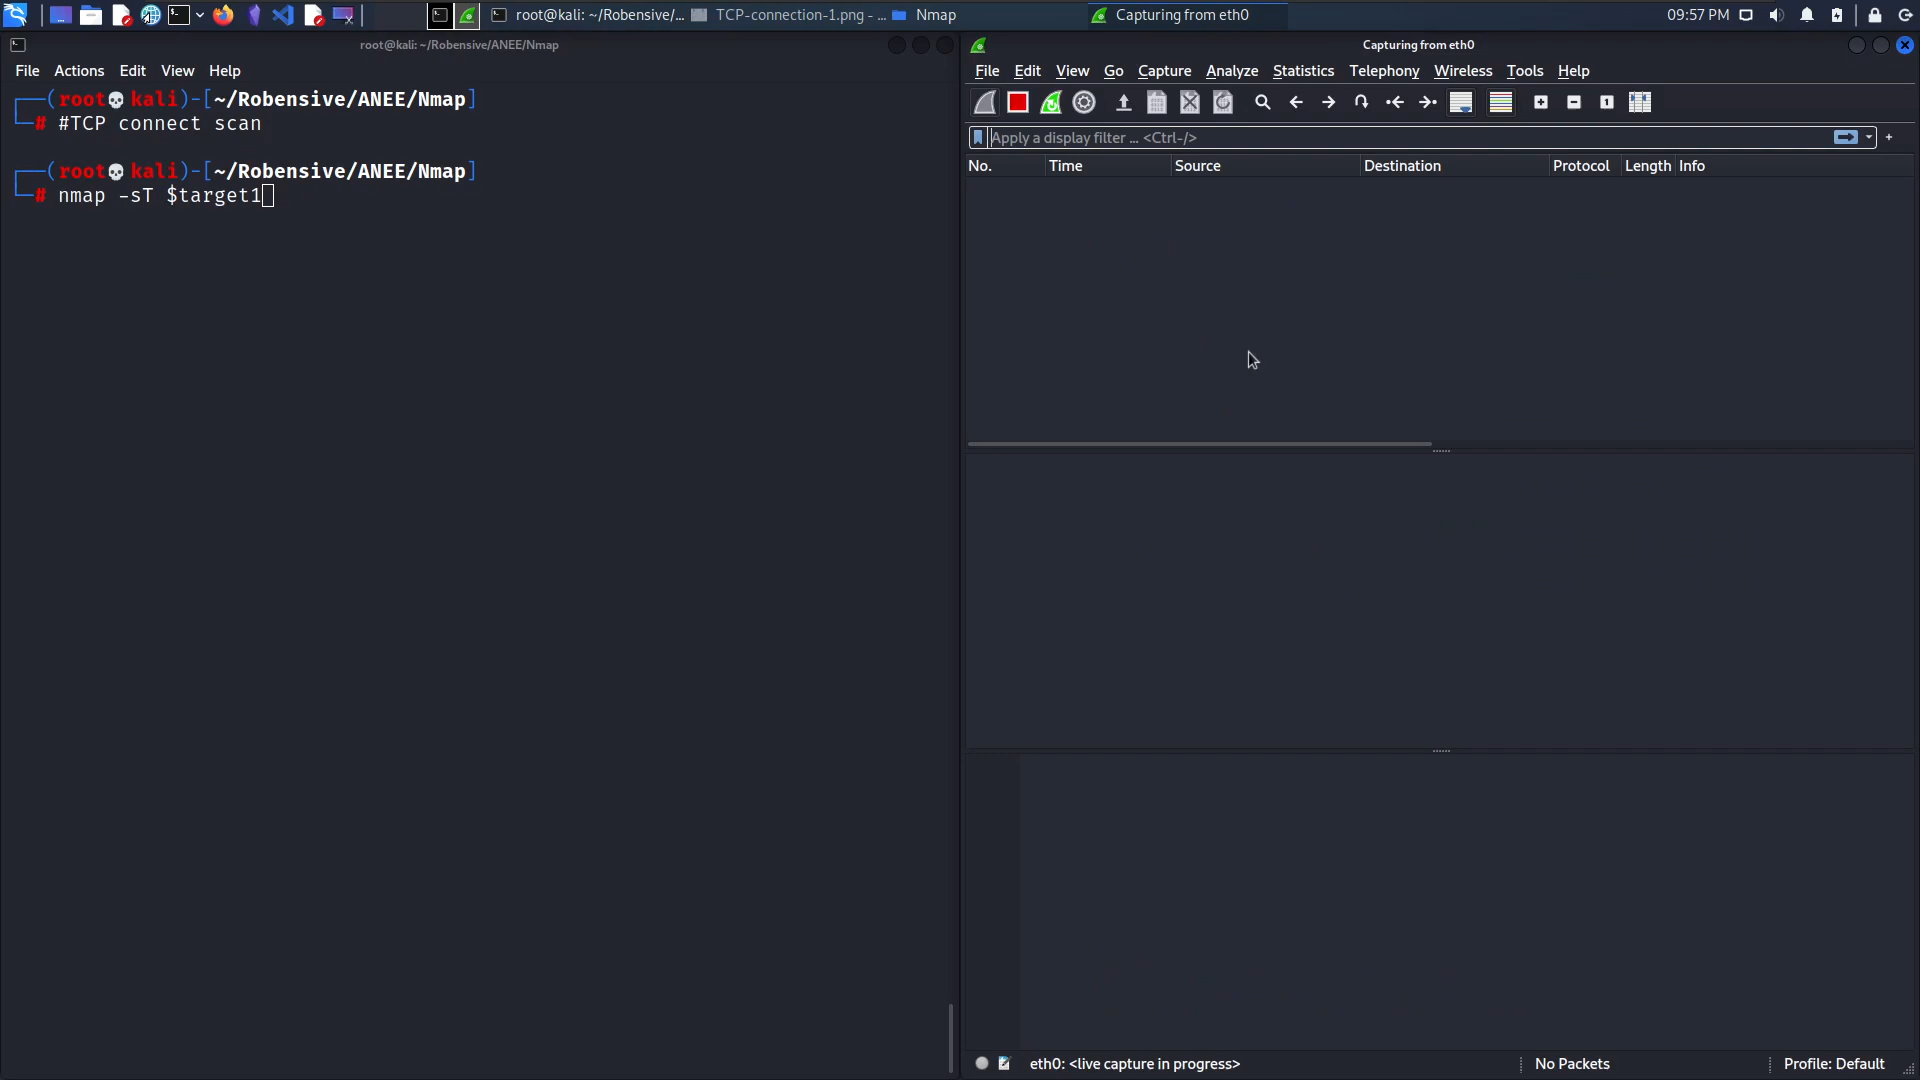 root@kali: ~/Robensive/...
TCP-connection-1.png - ...
Nmap
Capturing from eth0
09:57 PM
root@kali: ~/Robensive/ANEE/Nmap
File Actions Edit View Help
(root💀kali)-[~/Robensive/ANEE/Nmap]
# #TCP connect scan
(root💀kali)-[~/Robensive/ANEE/Nmap]
# nmap -sT $target1
Capturing from eth0
File Edit View Go Capture Analyze Statistics Telephony Wireless Tools Help
Apply a display filter ... <Ctrl-/>
No. Time Source Destination Protocol Length Info
eth0: <live capture in progress>
No Packets
Profile: Default